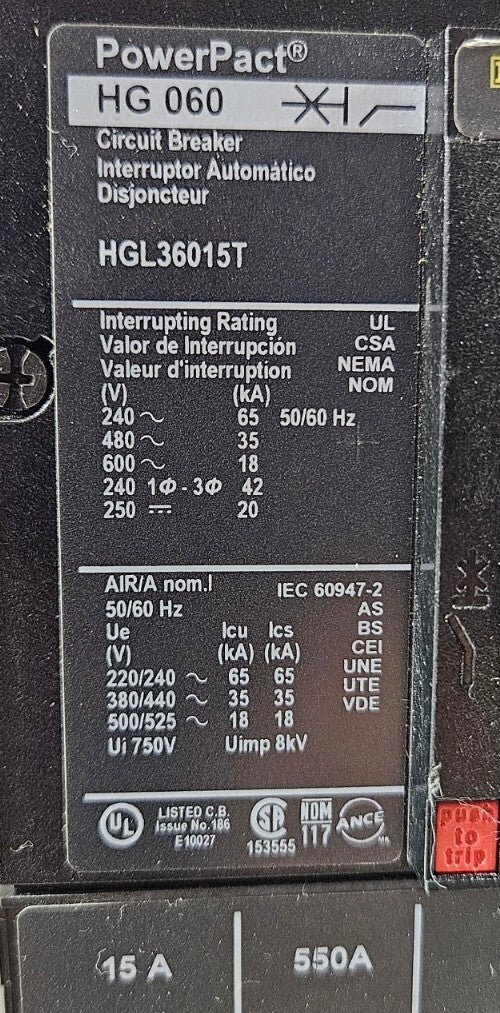 PowerPact®
HG 060
Circuit Breaker
Interruptor Automático
Disjoncteur
HGL36015T
Interrupting Rating UL
Valor de Interrupción CSA
Valeur d'interruption NEMA
(V) (kA) NOM
240 ~ 65 50/60 Hz
480 ~ 35
600 ~ 18
240 1Φ - 3Φ 42
250 ⎓ 20
AIR/A nom.I IEC 60947-2
50/60 Hz AS
Ue Icu Ics BS
(V) (kA) (kA) CEI
220/240 ~ 65 65 UNE
380/440 ~ 35 35 UTE
500/525 ~ 18 18 VDE
Ui 750V Uimp 8kV
UL LISTED C.B. SA NOM ANCE
Issue No.186 117
E10027 153555
push
to
trip
15 A 550A